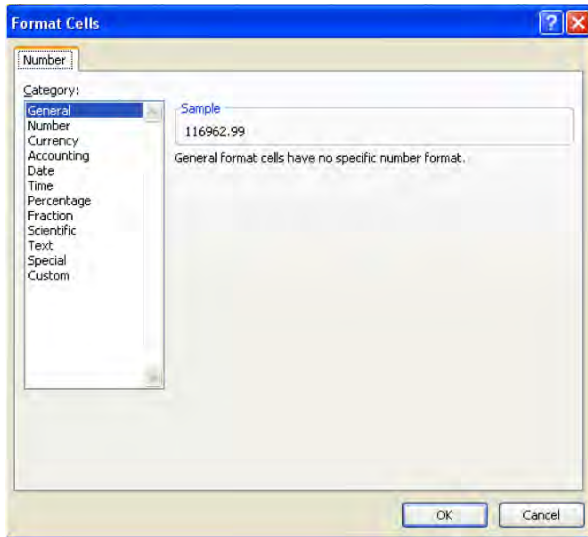 Format Cells
Number
Category:
General
Number
Currency
Accounting
Date
Time
Percentage
Fraction
Scientific
Text
Special
Custom
Sample
116962.99
General format cells have no specific number format.
OK
Cancel